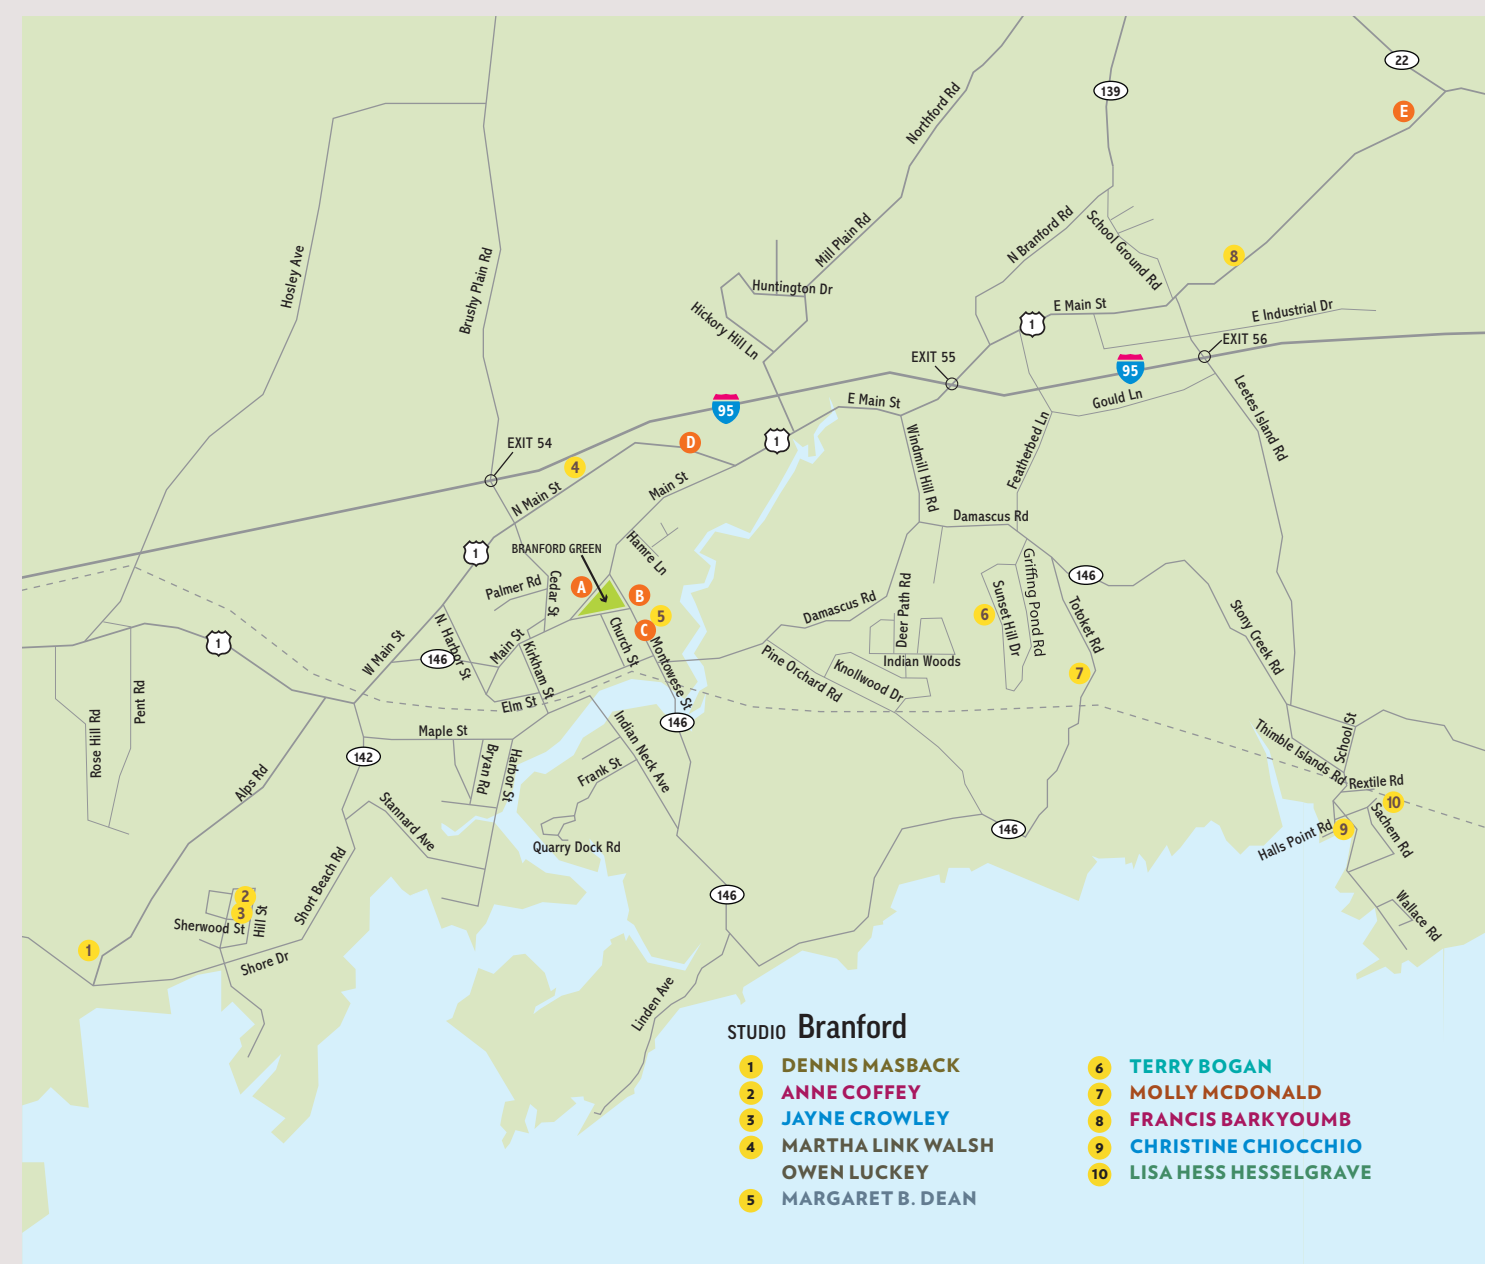 22
139
E
Northford Rd
Mill Plain Rd
N Branford Rd
School Ground Rd
8
Hosley Ave
Brushy Plain Rd
Huntington Dr
Hickory Hill Ln
E Main St
1
E Industrial Dr
EXIT 56
EXIT 55
95
95
E Main St
Gould Ln
Leetes Island Rd
EXIT 54
D
1
4
N Main St
Main St
Windmill Hill Rd
Featherbed Ln
Damascus Rd
1
BRANFORD GREEN
Hamre Ln
Palmer Rd
Cedar St
A
B
5
C
Damascus Rd
Deer Path Rd
6
Sunset Hill Dr
Griffing Pond Rd
146
Totoket Rd
Stony Creek Rd
1
W Main St
146
N. Harbor St
Main St
Kirkham St
Church St
Montowese St
Pine Orchard Rd
Knollwood Dr
Indian Woods
7
Rose Hill Rd
Pent Rd
Elm St
146
Maple St
142
Bryan Rd
Harbor St
Indian Neck Ave
Frank St
Alps Rd
Stannard Ave
Quarry Dock Rd
146
Thimble Islands Rd
School St
Rextile Rd
10
9
Halls Point Rd
Sachem Rd
Wallace Rd
Short Beach Rd
2
3
Sherwood St
Hill St
1
Shore Dr
146
Linden Ave
STUDIO Branford
1 DENNIS MASBACK
2 ANNE COFFEY
3 JAYNE CROWLEY
4 MARTHA LINK WALSH
OWEN LUCKEY
5 MARGARET B. DEAN
6 TERRY BOGAN
7 MOLLY MCDONALD
8 FRANCIS BARKYOUMB
9 CHRISTINE CHIOCCHIO
10 LISA HESS HESSELGRAVE